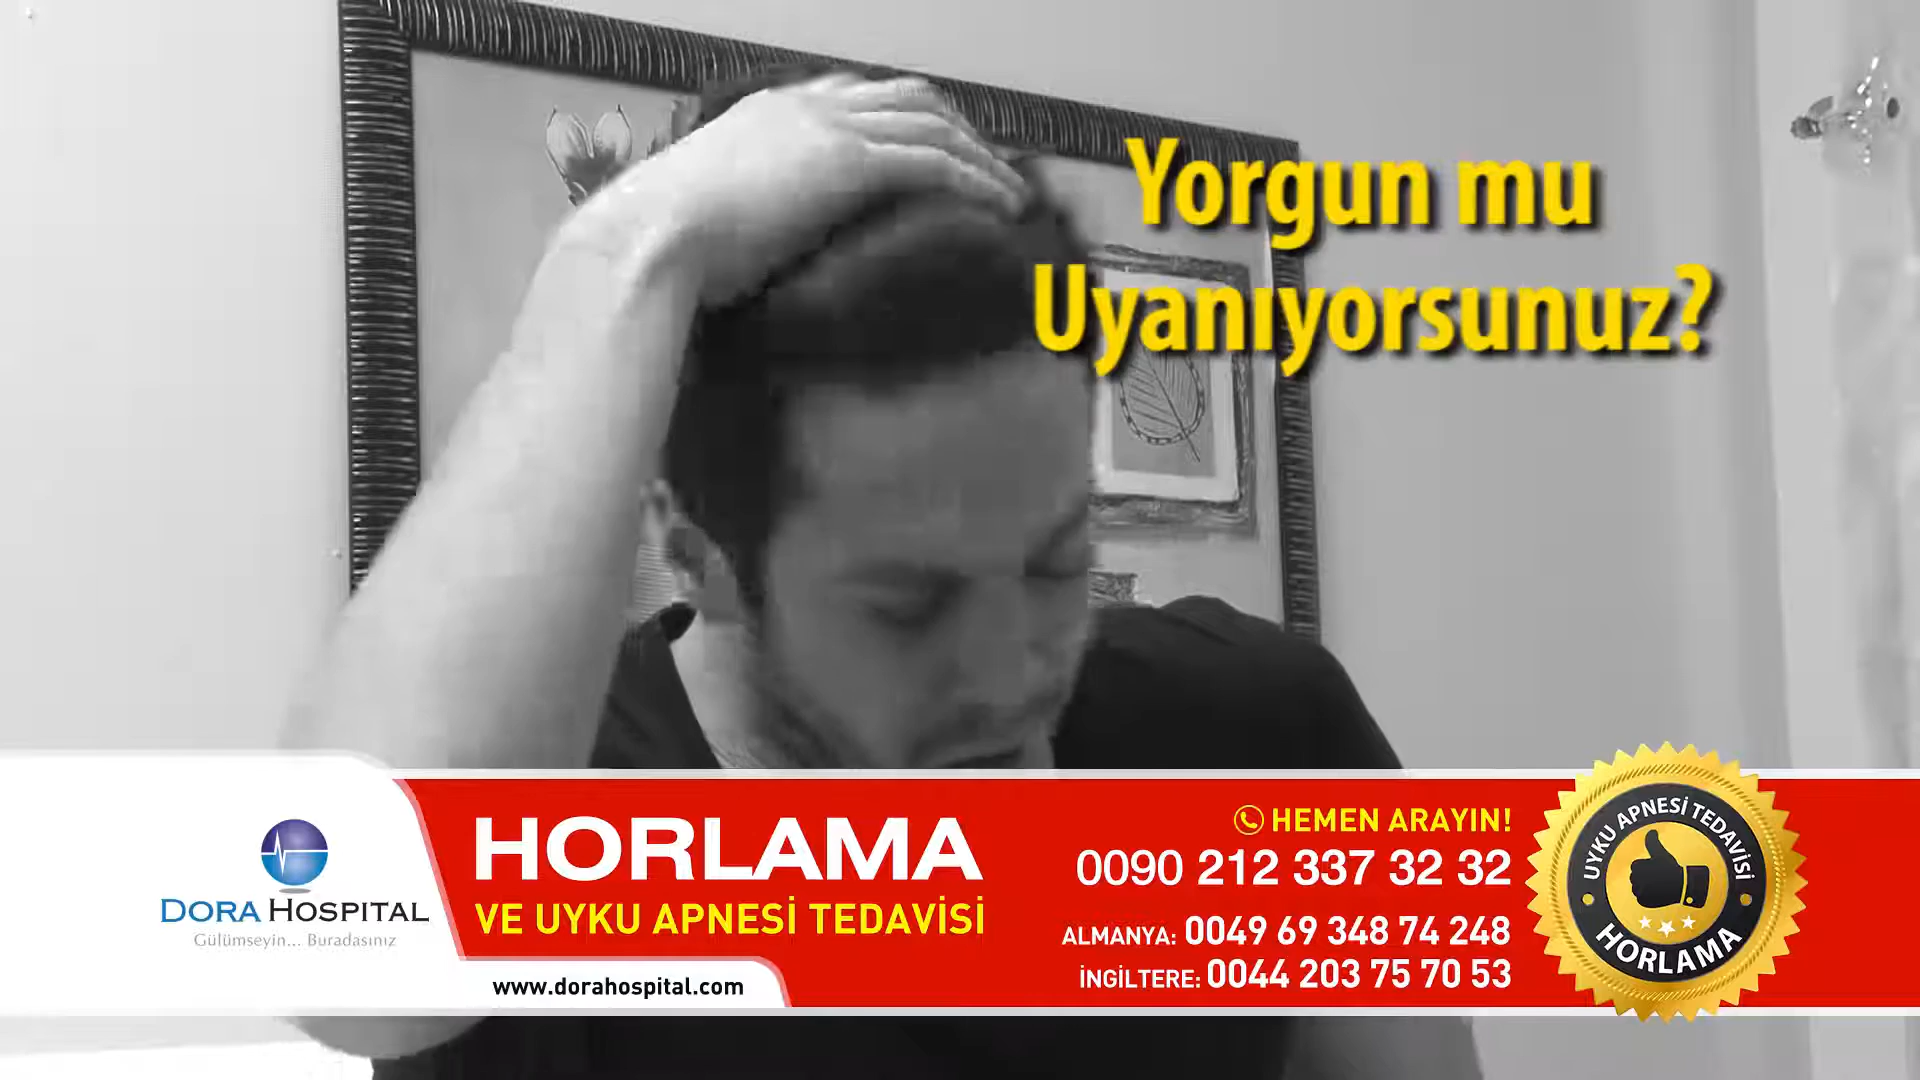 Yorgun mu
Uyanıyorsunuz?
HORLAMA
VE UYKU APNESİ TEDAVİSİ
DORA HOSPITAL
Gülümseyin... Buradasınız
www.dorahospital.com
HEMEN ARAYIN!
0090 212 337 32 32
ALMANYA: 0049 69 348 74 248
İNGİLTERE: 0044 203 75 70 53
UYKU APNESİ TEDAVİSİ
HORLAMA